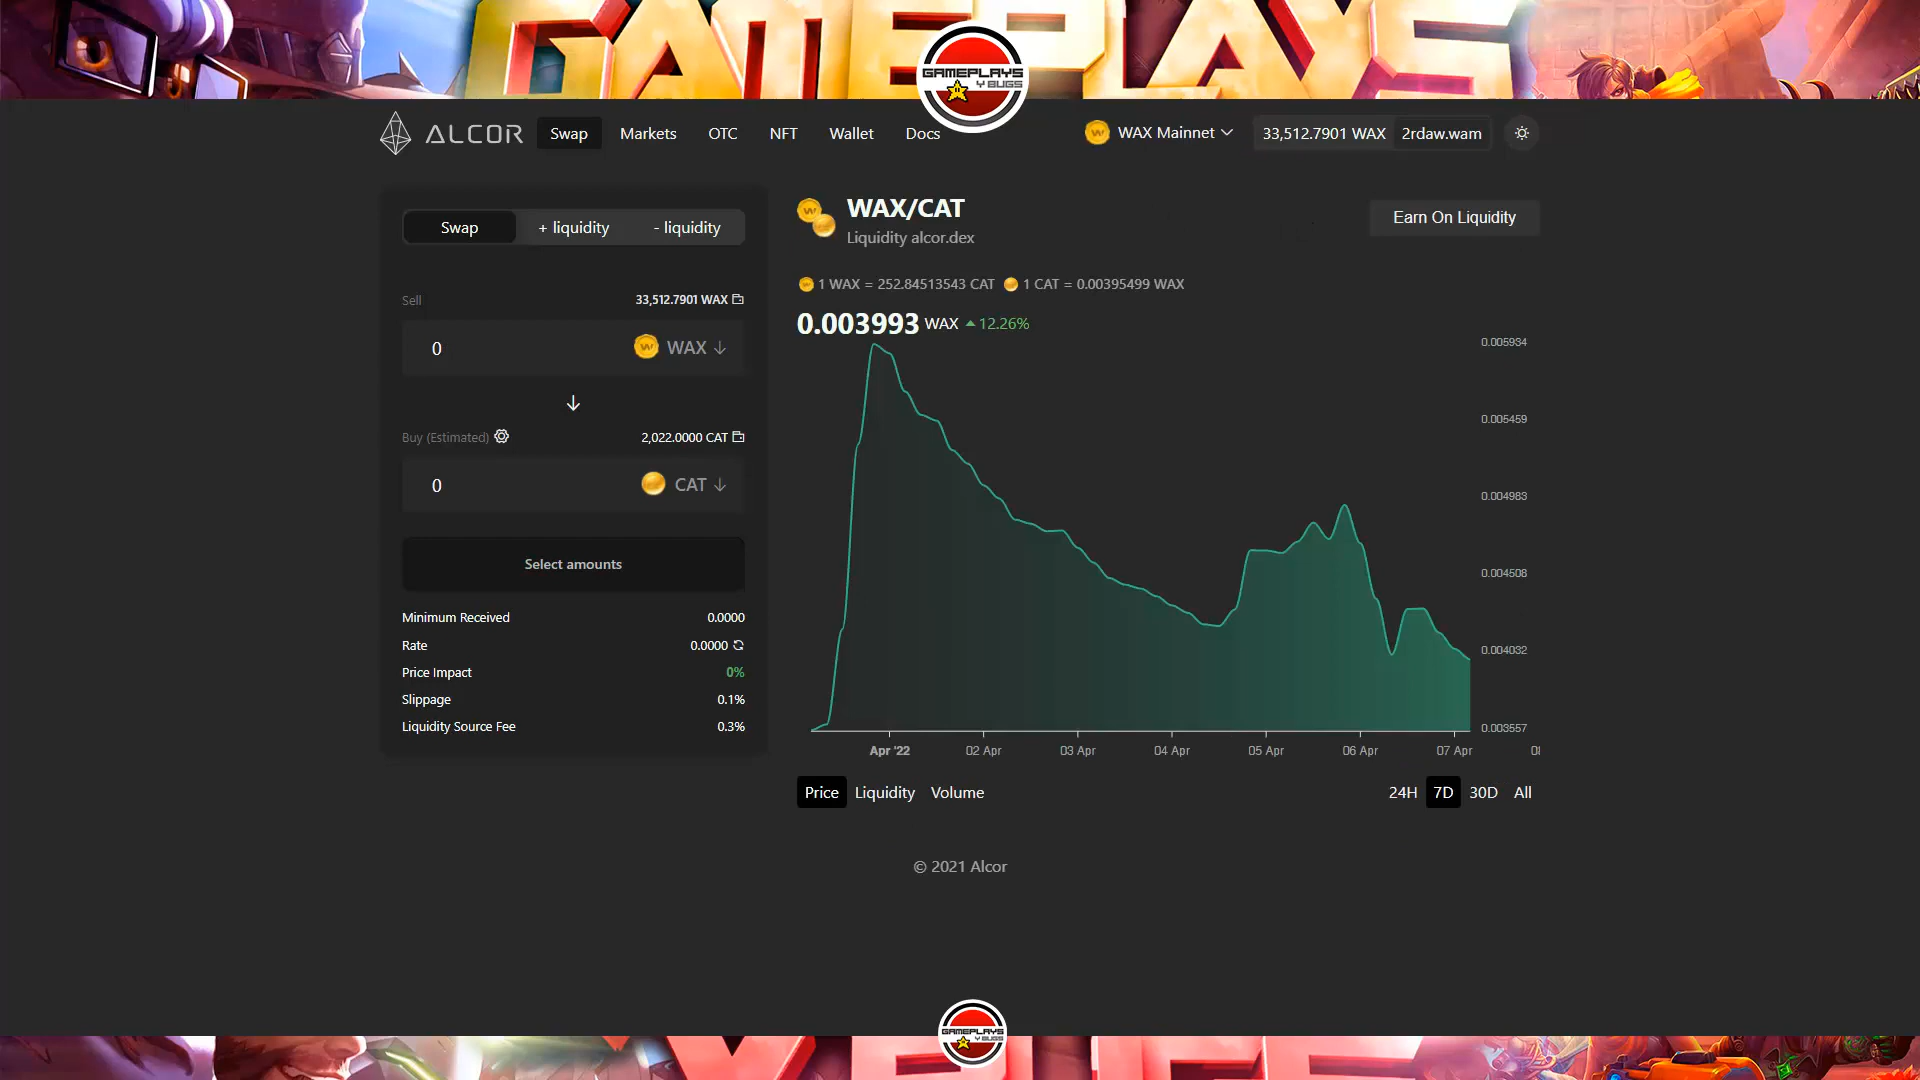 GAMEPLAYS
GAMEPLAYS
Y BUGS
ALCOR
Swap
Markets
OTC
NFT
Wallet
Docs
WAX Mainnet
33,512.7901 WAX
2rdaw.wam
Swap
+ liquidity
- liquidity
Sell
33,512.7901 WAX
0
WAX
Buy (Estimated)
2,022.0000 CAT
0
CAT
Select amounts
Minimum Received
0.0000
Rate
0.0000
Price Impact
0%
Slippage
0.1%
Liquidity Source Fee
0.3%
WAX/CAT
Liquidity alcor.dex
Earn On Liquidity
1 WAX = 252.84513543 CAT
1 CAT = 0.00395499 WAX
0.003993 WAX 12.26%
0.005934
0.005459
0.004983
0.004508
0.004032
0.003557
Apr '22
02 Apr
03 Apr
04 Apr
05 Apr
06 Apr
07 Apr
Price
Liquidity
Volume
24H
7D
30D
All
© 2021 Alcor
GAMEPLAYS
Y BUGS